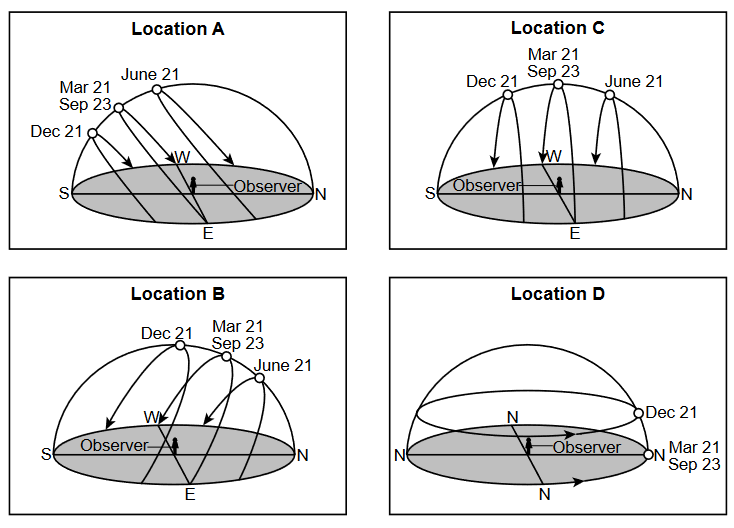 Location A
June 21
Mar 21
Sep 23
Dec 21
W
S
Observer
N
E
Location C
Mar 21
Sep 23
Dec 21
June 21
W
S
Observer
N
E
Location B
Dec 21
Mar 21
Sep 23
June 21
W
Observer
S
N
E
Location D
Dec 21
N
Observer
N
N
Mar 21
Sep 23
N